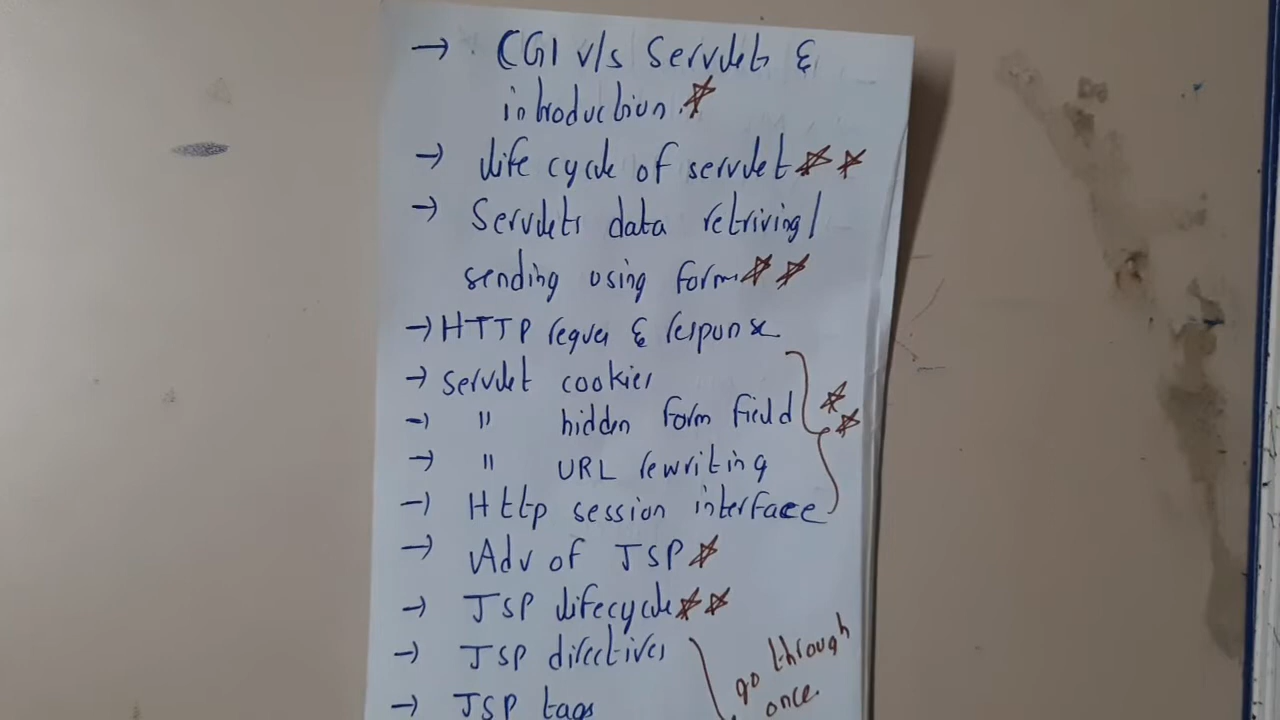 → CGI v/s Servlets &
introduction. ☆
→ life cycle of servlet ☆ ☆
→ Servlets data retriving/
sending using form ☆ ☆
→ HTTP reques & response
→ servlet cookies
→ " hidden form field ☆ ☆
→ " URL rewriting
→ Http session interface
→ Adv of JSP ☆
→ JSP lifecycle ☆ ☆
→ JSP directives
→ JSP tags
go through
once.